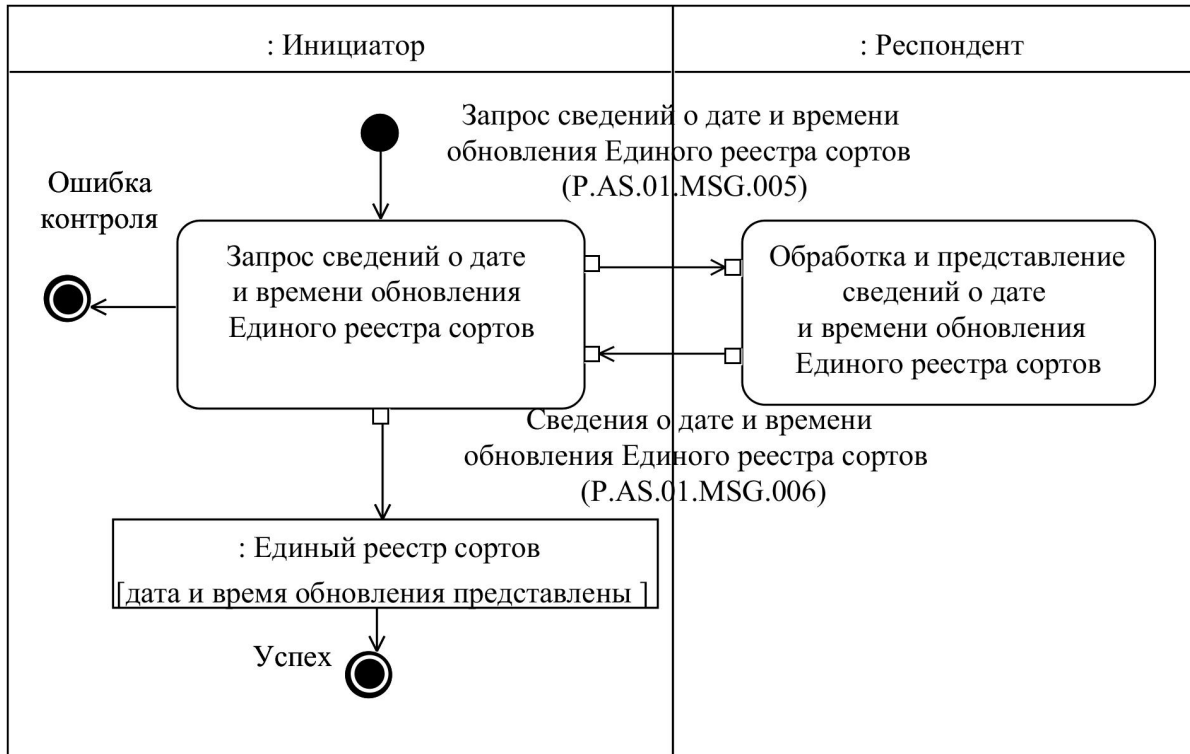 : Инициатор
: Респондент
Запрос сведений о дате и времени
обновления Единого реестра сортов
(P.AS.01.MSG.005)
Ошибка
контроля
Запрос сведений о дате
и времени обновления
Единого реестра сортов
Обработка и представление
сведений о дате
и времени обновления
Единого реестра сортов
Сведения о дате и времени
обновления Единого реестра сортов
(P.AS.01.MSG.006)
: Единый реестр сортов
[дата и время обновления представлены ]
Успех